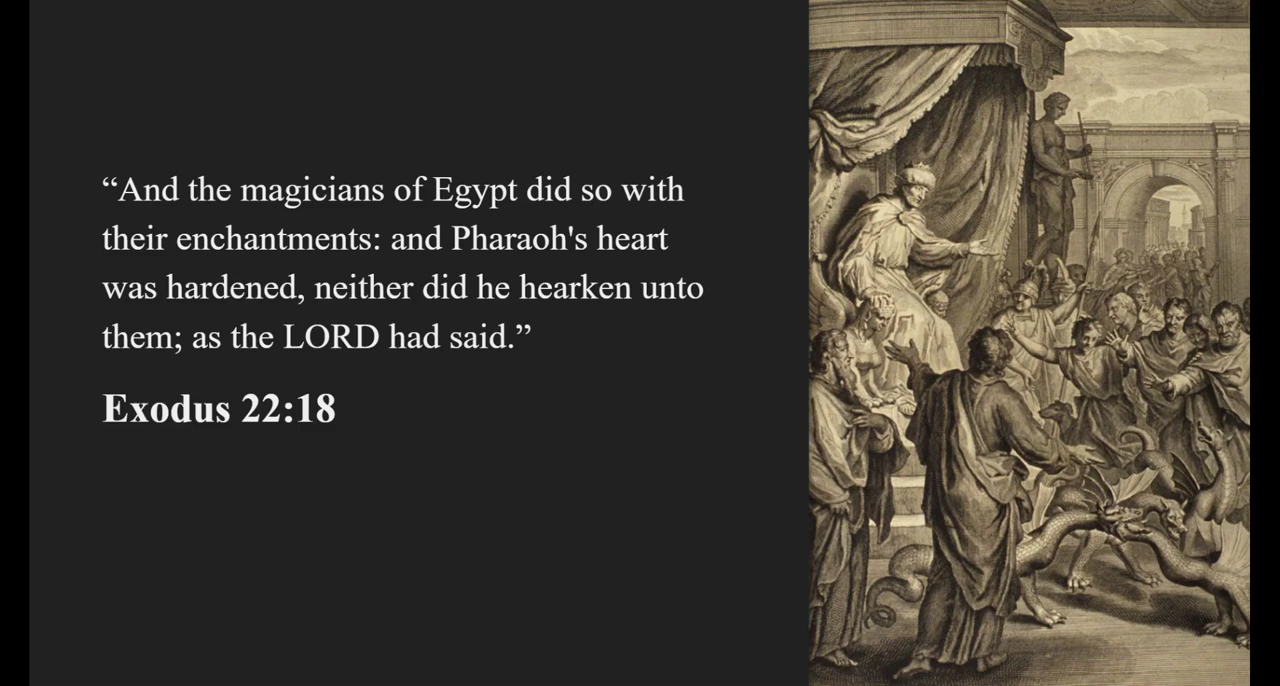 “And the magicians of Egypt did so with
their enchantments: and Pharaoh's heart
was hardened, neither did he hearken unto
them; as the LORD had said.”
Exodus 22:18